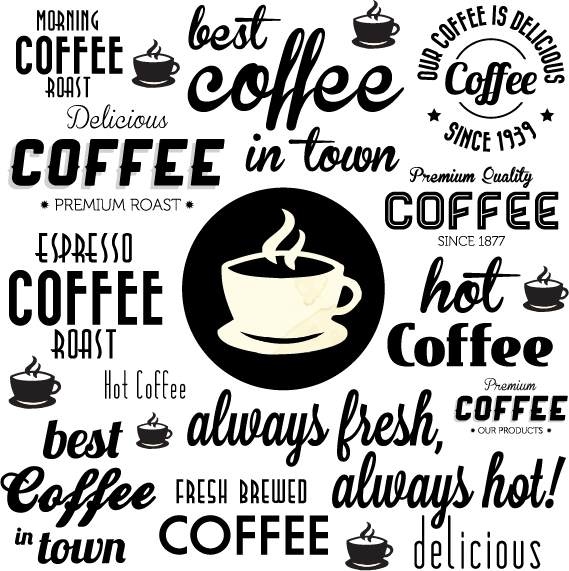 MORNING
COFFEE
ROAST
best
coffee
in town
OUR COFFEE IS DELICIOUS
Coffee
SINCE 1939
Delicious
COFFEE
PREMIUM ROAST
Premium Quality
COFFEE
SINCE 1877
ESPRESSO
COFFEE
ROAST
hot
Coffee
Hot Coffee
Premium
COFFEE
OUR PRODUCTS
always fresh,
always hot!
best
Coffee
in town
FRESH BREWED
COFFEE
delicious